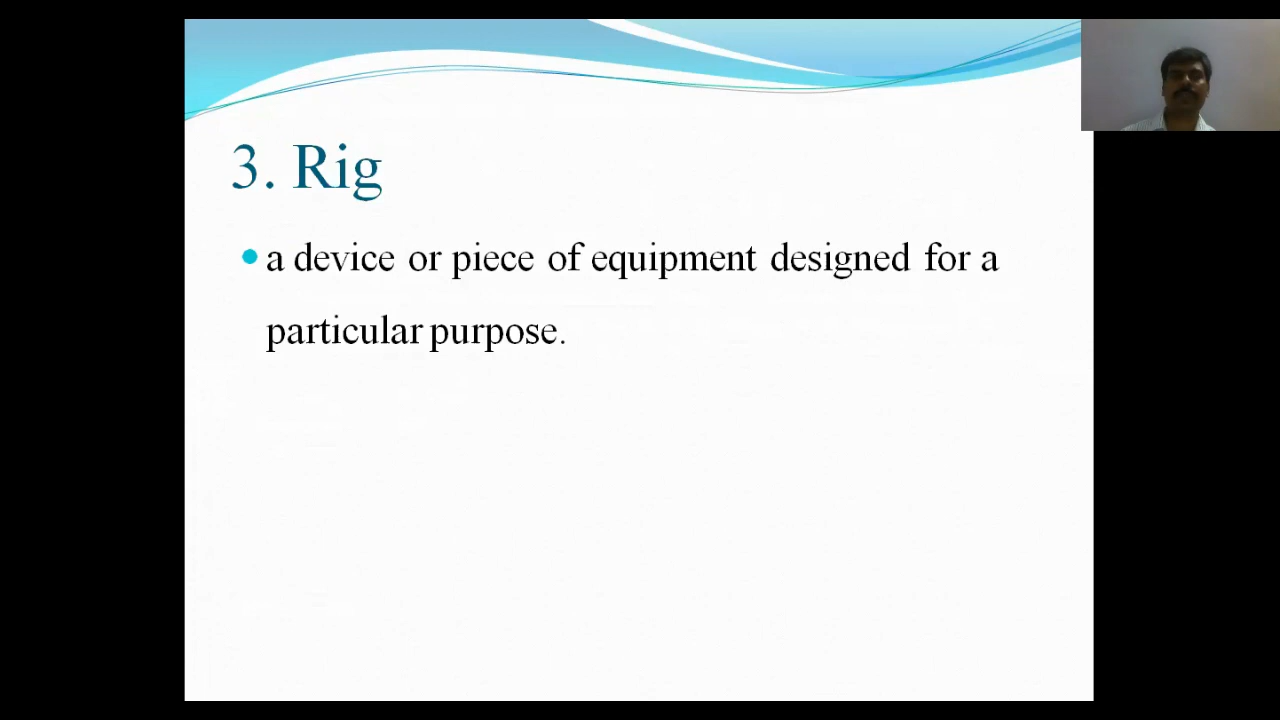 3. Rig
a device or piece of equipment designed for a
particular purpose.